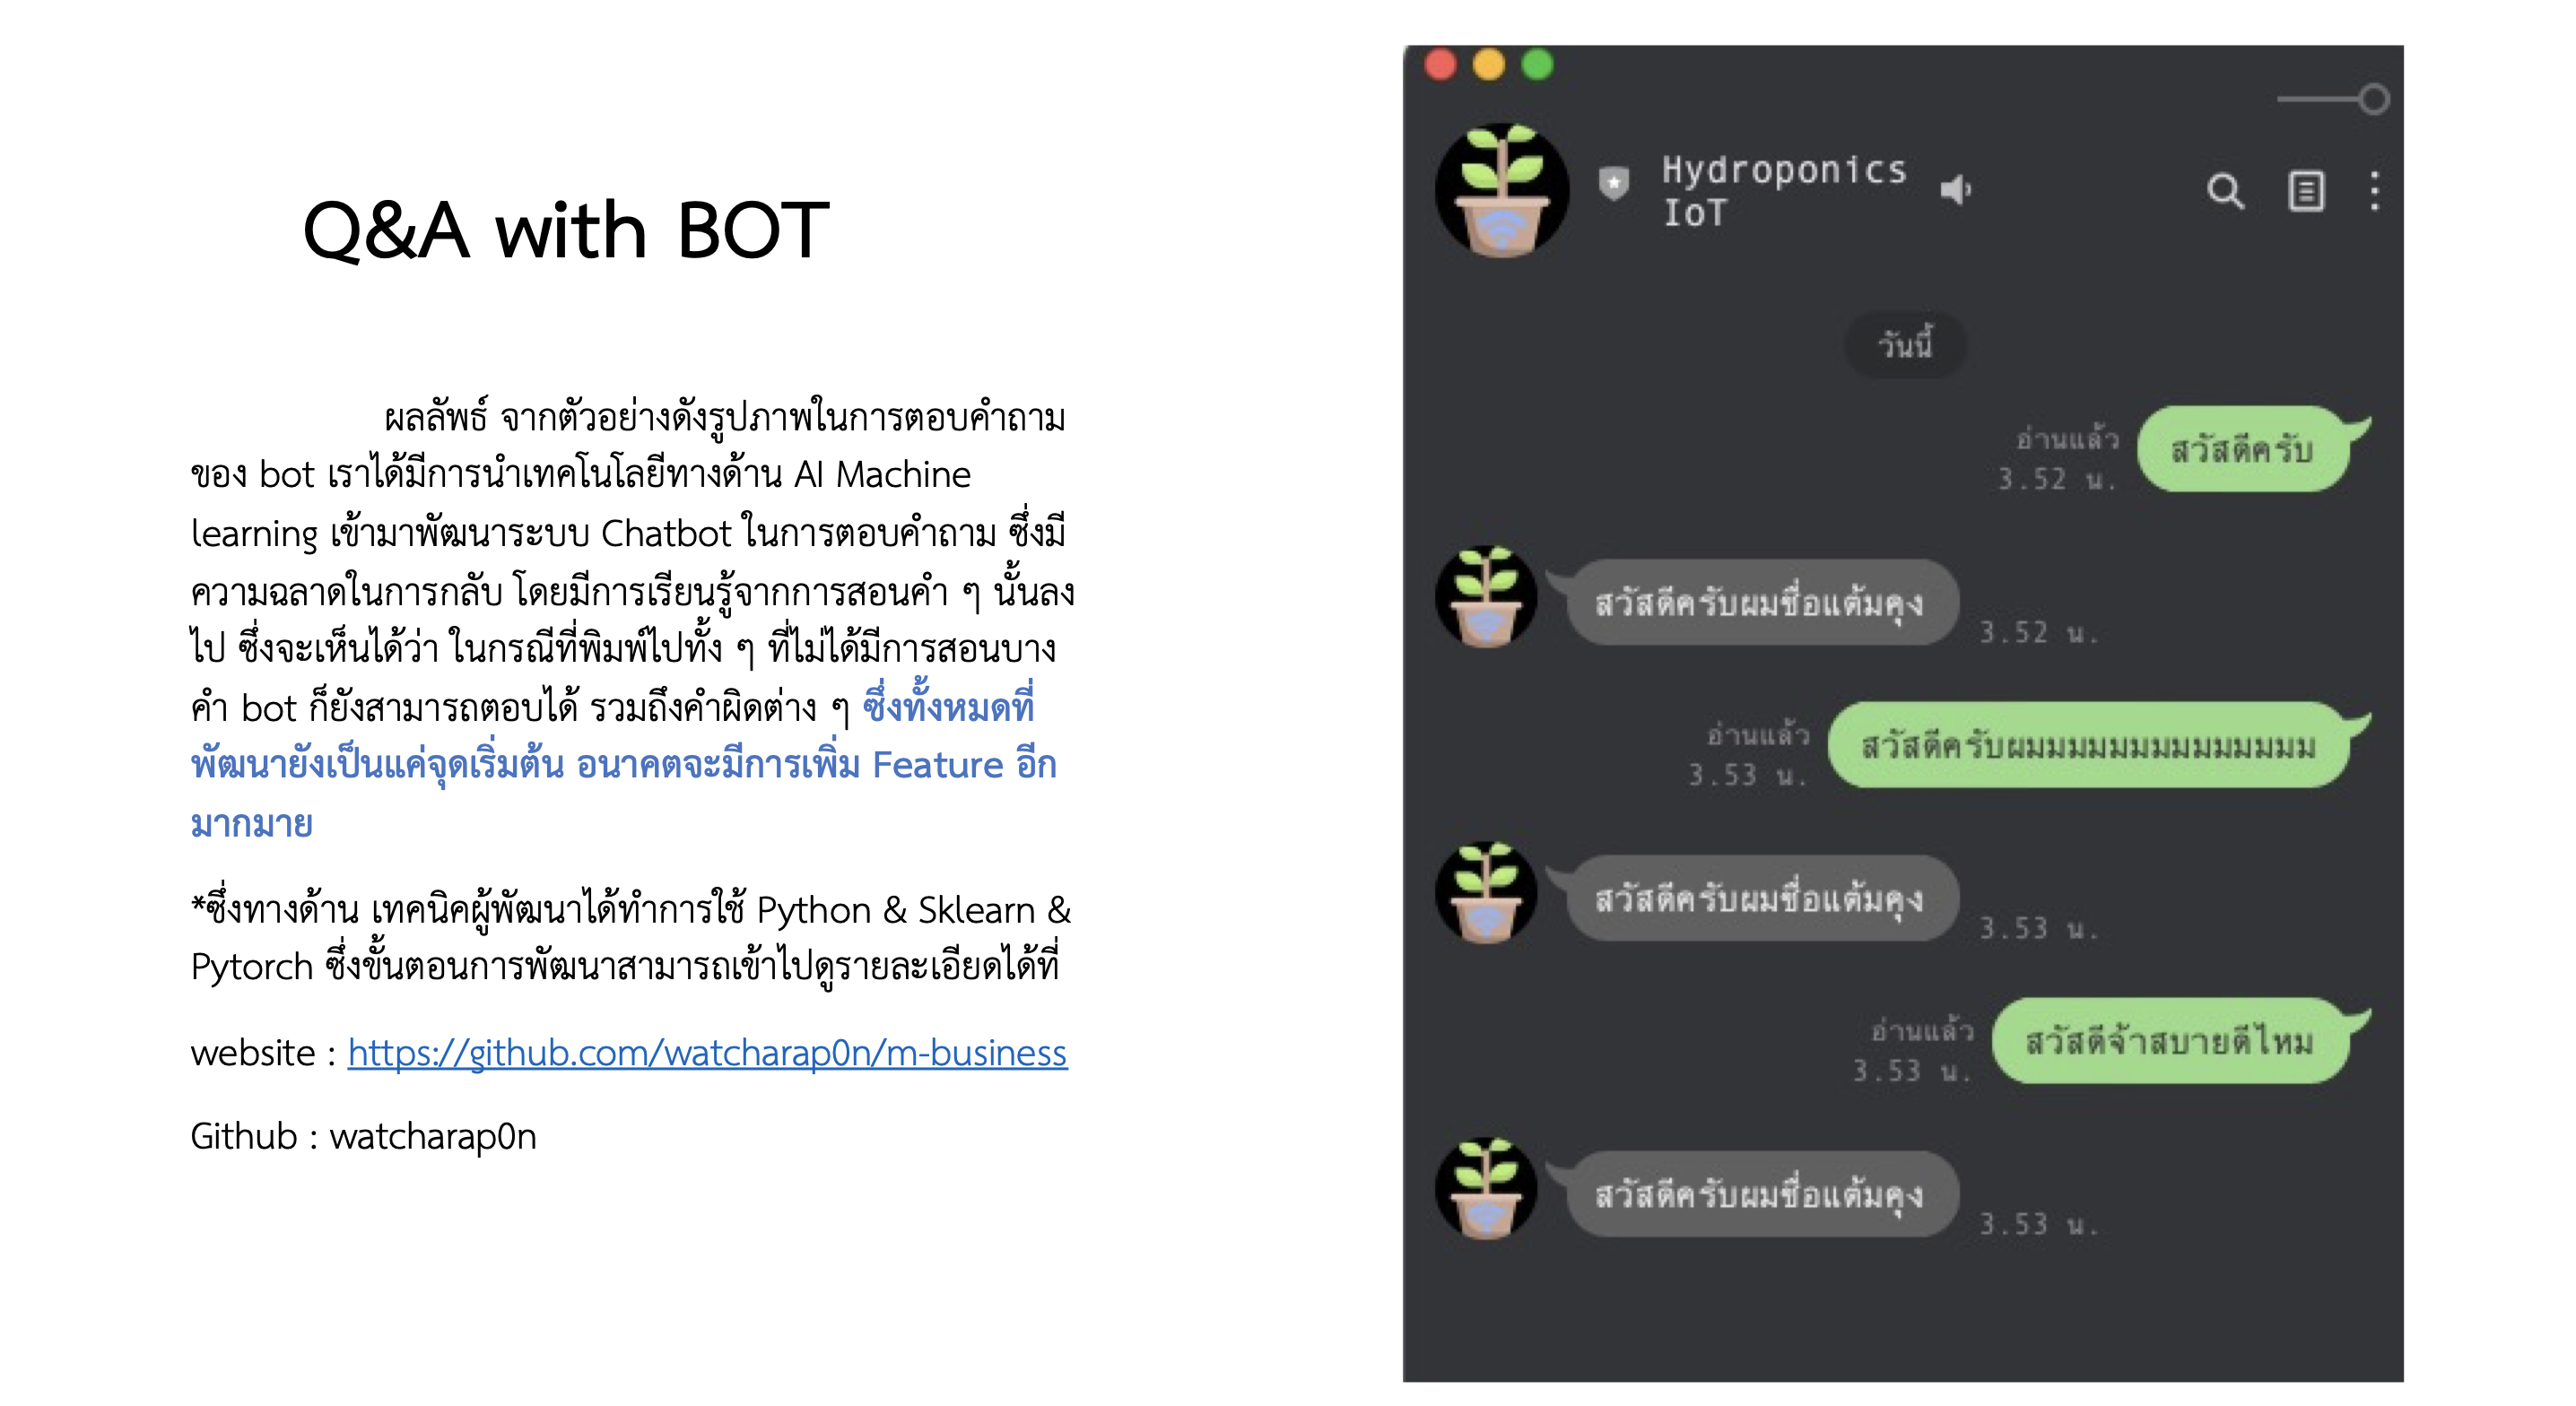 Q&A with BOT
ผลลัพธ์ จากตัวอย่างดังรูปภาพในการตอบคำถาม
ของ bot เราได้มีการนำเทคโนโลยีทางด้าน AI Machine
learning เข้ามาพัฒนาระบบ Chatbot ในการตอบคำถาม ซึ่งมี
ความฉลาดในการกลับ โดยมีการเรียนรู้จากการสอนคำ ๆ นั้นลง
ไป ซึ่งจะเห็นได้ว่า ในกรณีที่พิมพ์ไปทั้ง ๆ ที่ไม่ได้มีการสอนบาง
คำ bot ก็ยังสามารถตอบได้ รวมถึงคำผิดต่าง ๆ ซึ่งทั้งหมดที่
พัฒนายังเป็นแค่จุดเริ่มต้น อนาคตจะมีการเพิ่ม Feature อีก
มากมาย
*ซึ่งทางด้าน เทคนิคผู้พัฒนาได้ทำการใช้ Python & Sklearn &
Pytorch ซึ่งขั้นตอนการพัฒนาสามารถเข้าไปดูรายละเอียดได้ที่
website : https://github.com/watcharap0n/m-business
Github : watcharap0n
Hydroponics
IoT
วันนี้
อ่านแล้ว
3.52 น.
สวัสดีครับ
สวัสดีครับผมชื่อแต้มคุง
3.52 น.
อ่านแล้ว
3.53 น.
สวัสดีครับผมมมมมมมมมมมมมม
สวัสดีครับผมชื่อแต้มคุง
3.53 น.
อ่านแล้ว
3.53 น.
สวัสดีจ้าสบายดีไหม
สวัสดีครับผมชื่อแต้มคุง
3.53 น.